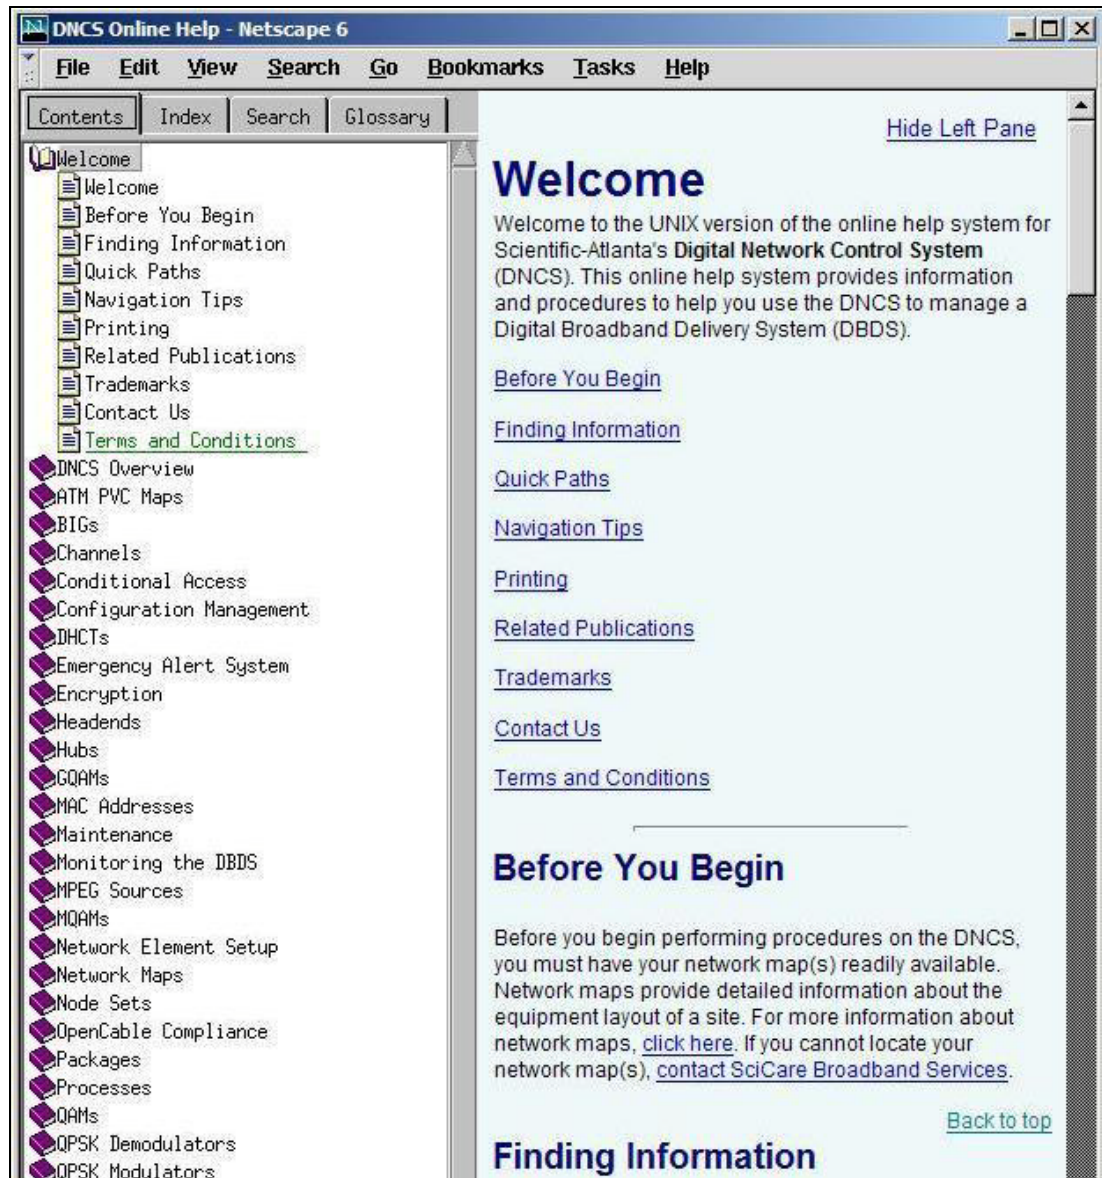 DNCS Online Help - Netscape 6
File Edit View Search Go Bookmarks Tasks Help
Contents Index Search Glossary
Welcome
Welcome
Before You Begin
Finding Information
Quick Paths
Navigation Tips
Printing
Related Publications
Trademarks
Contact Us
Terms and Conditions
DNCS Overview
ATM PVC Maps
BIGs
Channels
Conditional Access
Configuration Management
DHCTs
Emergency Alert System
Encryption
Headends
Hubs
GQAMs
MAC Addresses
Maintenance
Monitoring the DBDS
MPEG Sources
MQAMs
Network Element Setup
Network Maps
Node Sets
OpenCable Compliance
Packages
Processes
QAMs
QPSK Demodulators
QPSK Modulators
Hide Left Pane
Welcome
Welcome to the UNIX version of the online help system for
Scientific-Atlanta's Digital Network Control System
(DNCS). This online help system provides information
and procedures to help you use the DNCS to manage a
Digital Broadband Delivery System (DBDS).
Before You Begin
Finding Information
Quick Paths
Navigation Tips
Printing
Related Publications
Trademarks
Contact Us
Terms and Conditions
Before You Begin
Before you begin performing procedures on the DNCS,
you must have your network map(s) readily available.
Network maps provide detailed information about the
equipment layout of a site. For more information about
network maps, click here. If you cannot locate your
network map(s), contact SciCare Broadband Services.
Back to top
Finding Information